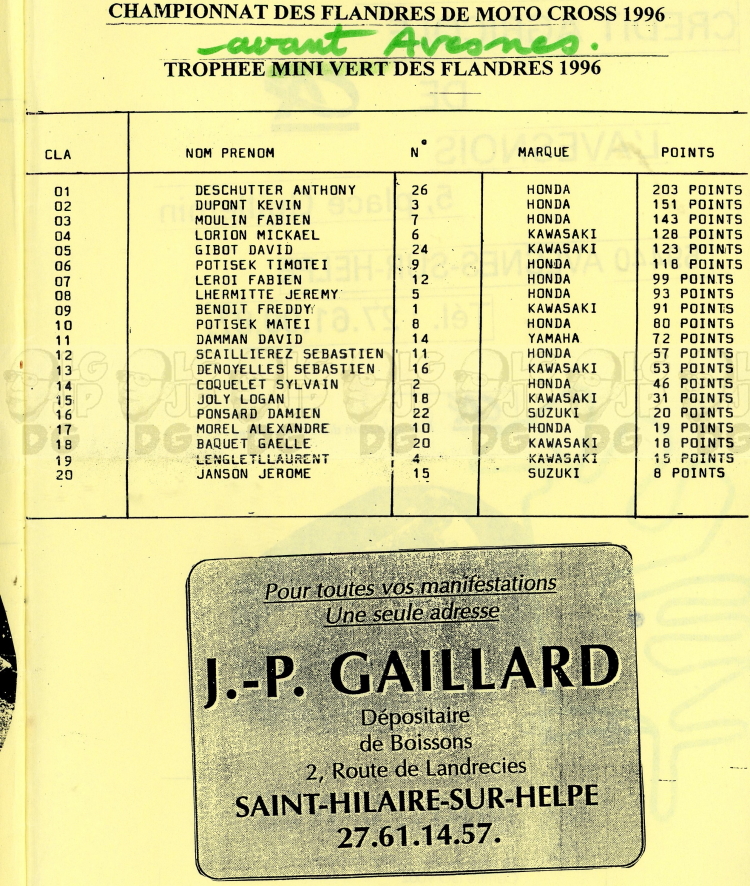 CHAMPIONNAT DES FLANDRES DE MOTO CROSS 1996
avant Avesnes.
TROPHEE MINI VERT DES FLANDRES 1996
CLA NOM PRENOM N° MARQUE POINTS
01 DESCHUTTER ANTHONY 26 HONDA 203 POINTS
02 DUPONT KEVIN 3 HONDA 151 POINTS
03 MOULIN FABIEN 7 HONDA 143 POINTS
04 LORION MICKAEL 6 KAWASAKI 128 POINTS
05 GIBOT DAVID 24 KAWASAKI 123 POINTS
06 POTISEK TIMOTEI 9 HONDA 118 POINTS
07 LEROI FABIEN 12 HONDA 99 POINTS
08 LHERMITTE JEREMY 5 HONDA 93 POINTS
09 BENOIT FREDDY 1 KAWASAKI 91 POINTS
10 POTISEK MATEI 8 HONDA 80 POINTS
11 DAMMAN DAVID 14 YAMAHA 72 POINTS
12 SCAILLIEREZ SEBASTIEN 11 HONDA 57 POINTS
13 DENOYELLES SEBASTIEN 16 KAWASAKI 53 POINTS
14 COQUELET SYLVAIN 2 HONDA 46 POINTS
15 JOLY LOGAN 18 KAWASAKI 31 POINTS
16 PONSARD DAMIEN 22 SUZUKI 20 POINTS
17 MOREL ALEXANDRE 10 HONDA 19 POINTS
18 BAQUET GAELLE 20 KAWASAKI 18 POINTS
19 LENGLETLLAURENT 4 KAWASAKI 15 POINTS
20 JANSON JEROME 15 SUZUKI 8 POINTS
Pour toutes vos manifestations
Une seule adresse
J.-P. GAILLARD
Dépositaire
de Boissons
2, Route de Landrecies
SAINT-HILAIRE-SUR-HELPE
27.61.14.57.